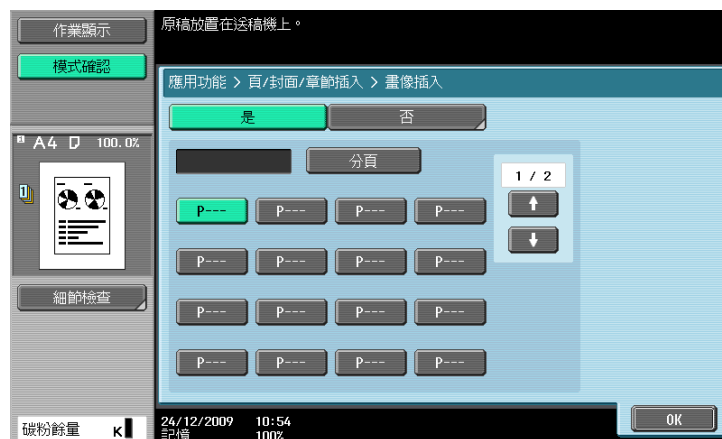 作業顯示
模式確認
原稿放置在送稿機上。
應用功能 > 頁/封面/章節插入 > 畫像插入
是 否
A4 100.0%
分頁
1 / 2
P--- P--- P--- P---
P--- P--- P--- P---
P--- P--- P--- P---
P--- P--- P--- P---
細節檢查
碳粉餘量 K
24/12/2009 10:54
記憶 100%
OK